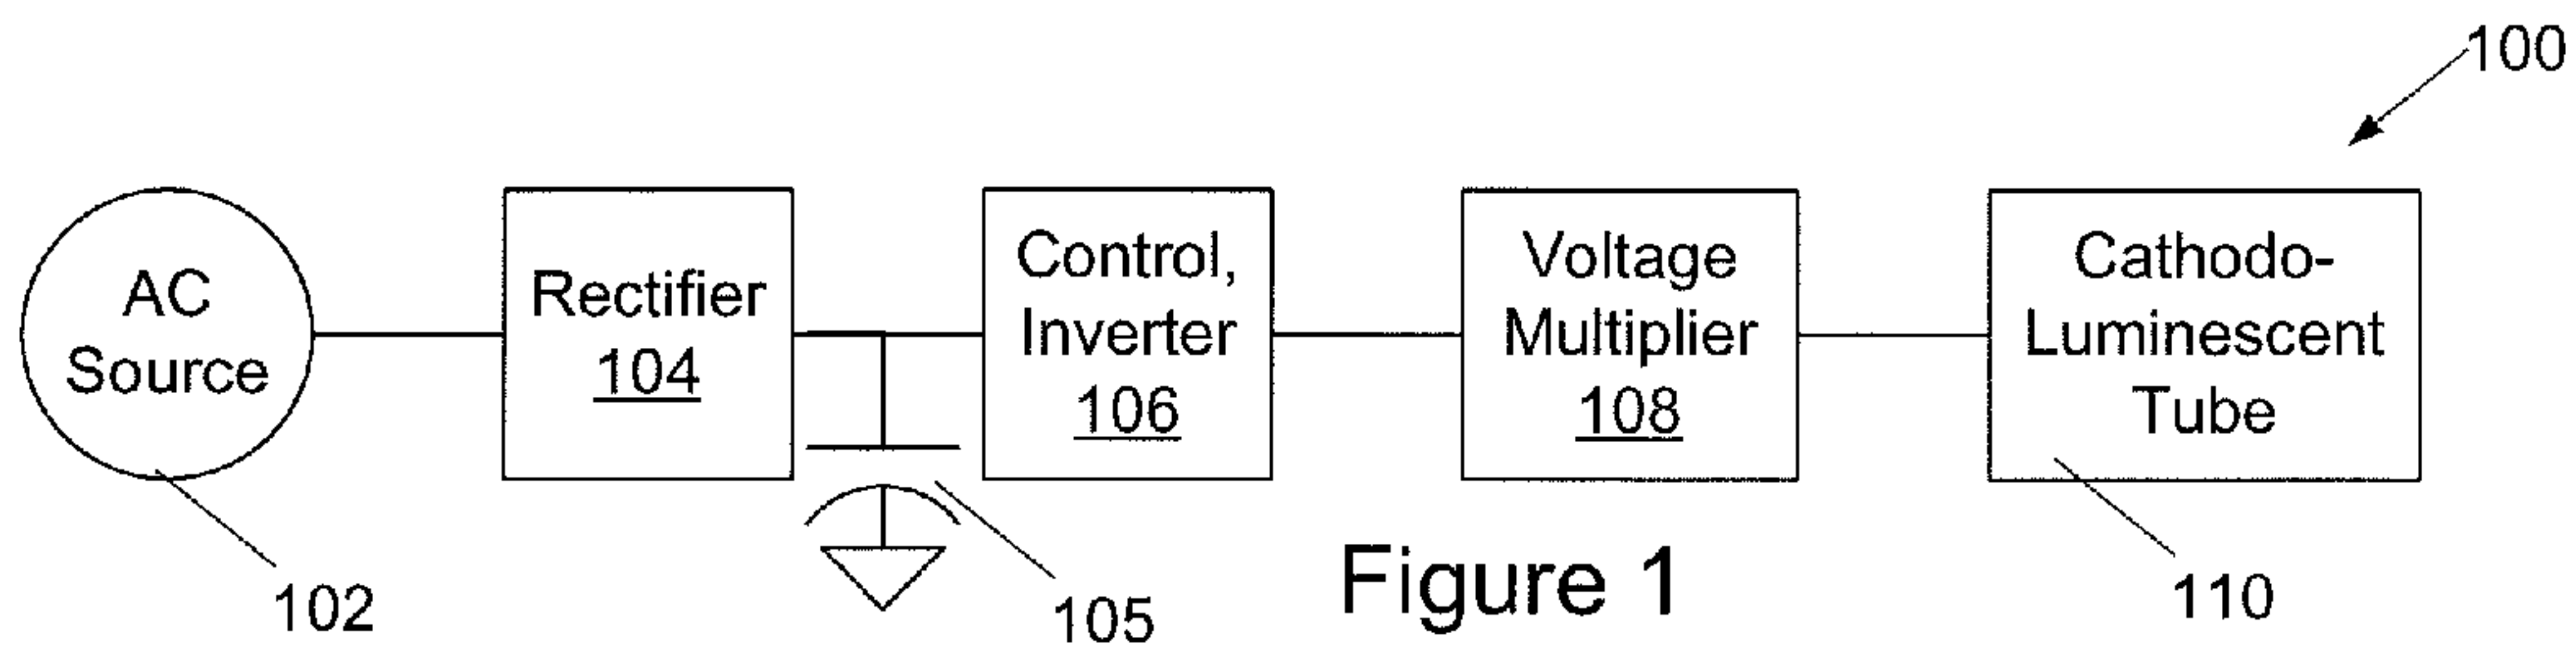 100
AC
Source
Rectifier
104
Control,
Inverter
106
Voltage
Multiplier
108
Cathodo-
Luminescent
Tube
102
105
Figure 1
110